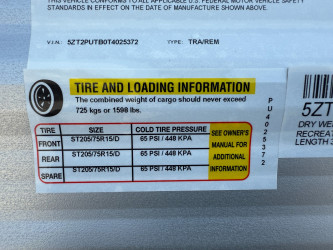 THIS VEHICLE CONFORMS TO ALL APPLICABLE U.S. FEDERAL MOTOR VEHICLE SAFETY
STANDARDS IN EFFECT ON THE DATE OF MANUFACTURE SHOWN ABOVE.
V.I.N.: 5ZT2PUTB0T4025372 TYPE: TRA/REM
TIRE AND LOADING INFORMATION
The combined weight of cargo should never exceed
725 kgs or 1598 lbs.
TIRE SIZE COLD TIRE PRESSURE
FRONT ST205/75R15/D 65 PSI / 448 KPA
REAR ST205/75R15/D 65 PSI / 448 KPA
SPARE ST205/75R15/D 65 PSI / 448 KPA
SEE OWNER'S
MANUAL FOR
ADDITIONAL
INFORMATION
PU4025372
5ZT
DRY WE
RECREAT
LENGTH 3